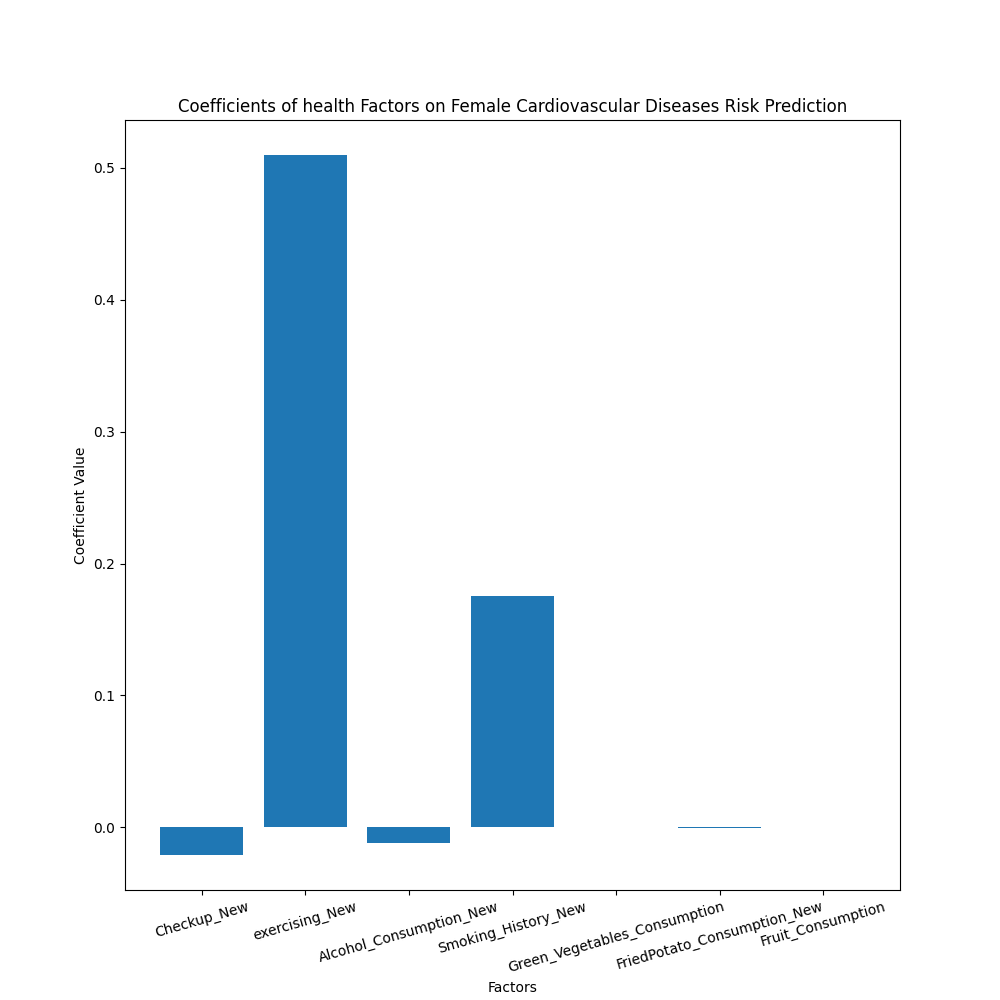 Coefficients of health Factors on Female Cardiovascular Diseases Risk Prediction
0.5
0.4
0.3
0.2
0.1
0.0
Coefficient Value
Checkup_New
exercising_New
Alcohol_Consumption_New
Smoking_History_New
Green_Vegetables_Consumption
FriedPotato_Consumption_New
Fruit_Consumption
Factors